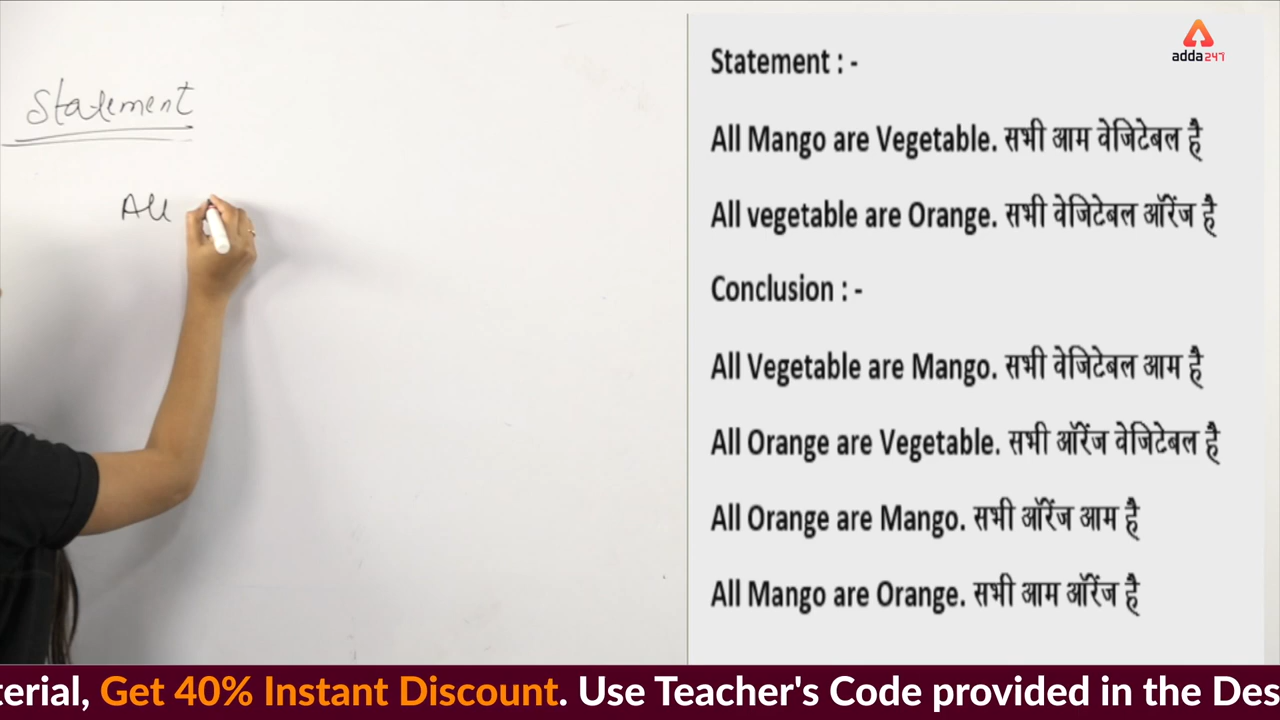 Statement
All
adda247
Statement : -
All Mango are Vegetable. सभी आम वेजिटेबल है
All vegetable are Orange. सभी वेजिटेबल ऑरेंज है
Conclusion : -
All Vegetable are Mango. सभी वेजिटेबल आम है
All Orange are Vegetable. सभी ऑरेंज वेजिटेबल है
All Orange are Mango. सभी ऑरेंज आम है
All Mango are Orange. सभी आम ऑरेंज है
terial, Get 40% Instant Discount. Use Teacher's Code provided in the Des